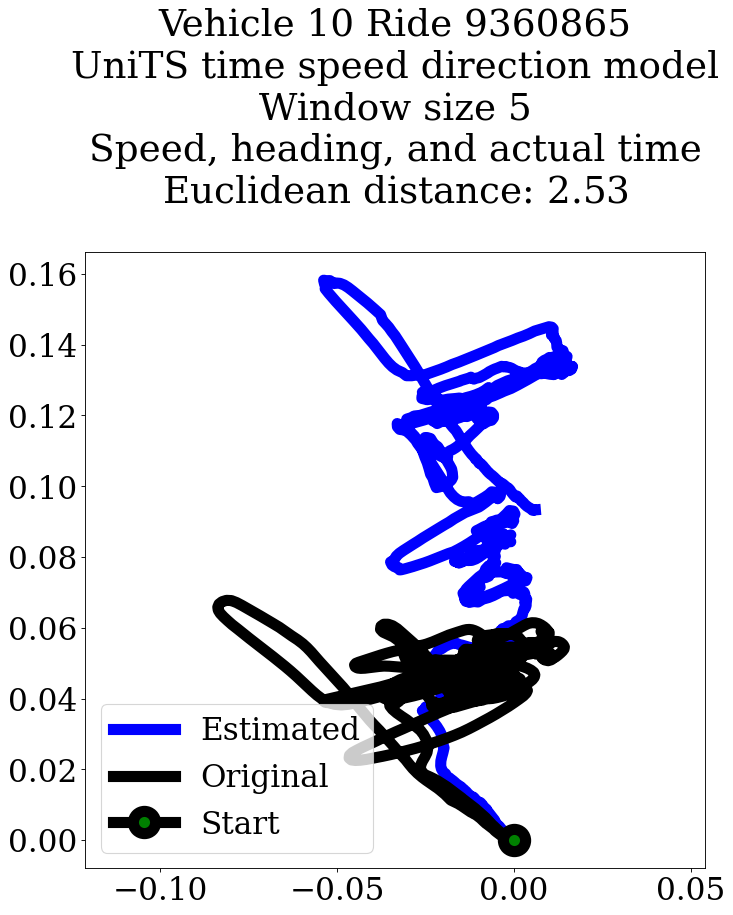 Vehicle 10 Ride 9360865
UniTS time speed direction model
Window size 5
Speed, heading, and actual time
Euclidean distance: 2.53
0.16
0.14
0.12
0.10
0.08
0.06
0.04
0.02
0.00
Estimated
Original
Start
−0.10 −0.05 0.00 0.05